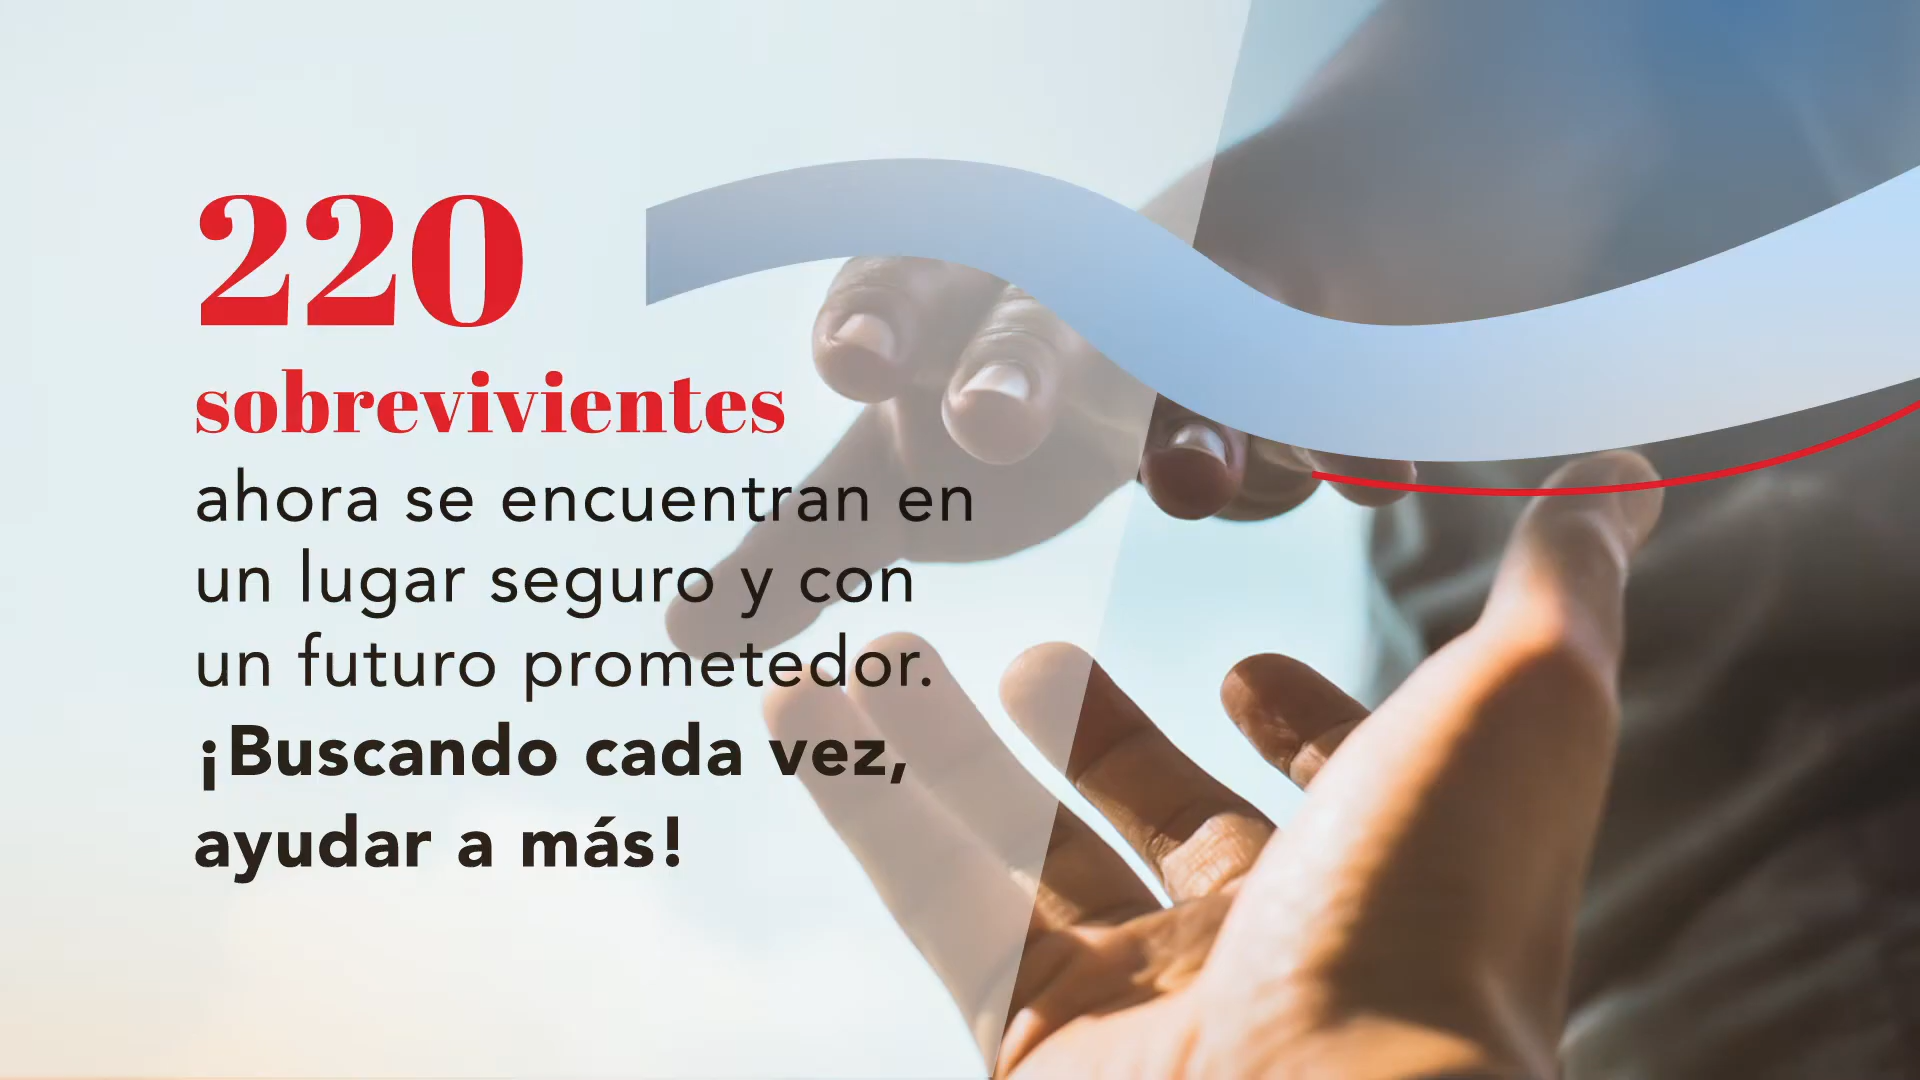 220
sobrevivientes
ahora se encuentran en
un lugar seguro y con
un futuro prometedor.
¡Buscando cada vez,
ayudar a más!